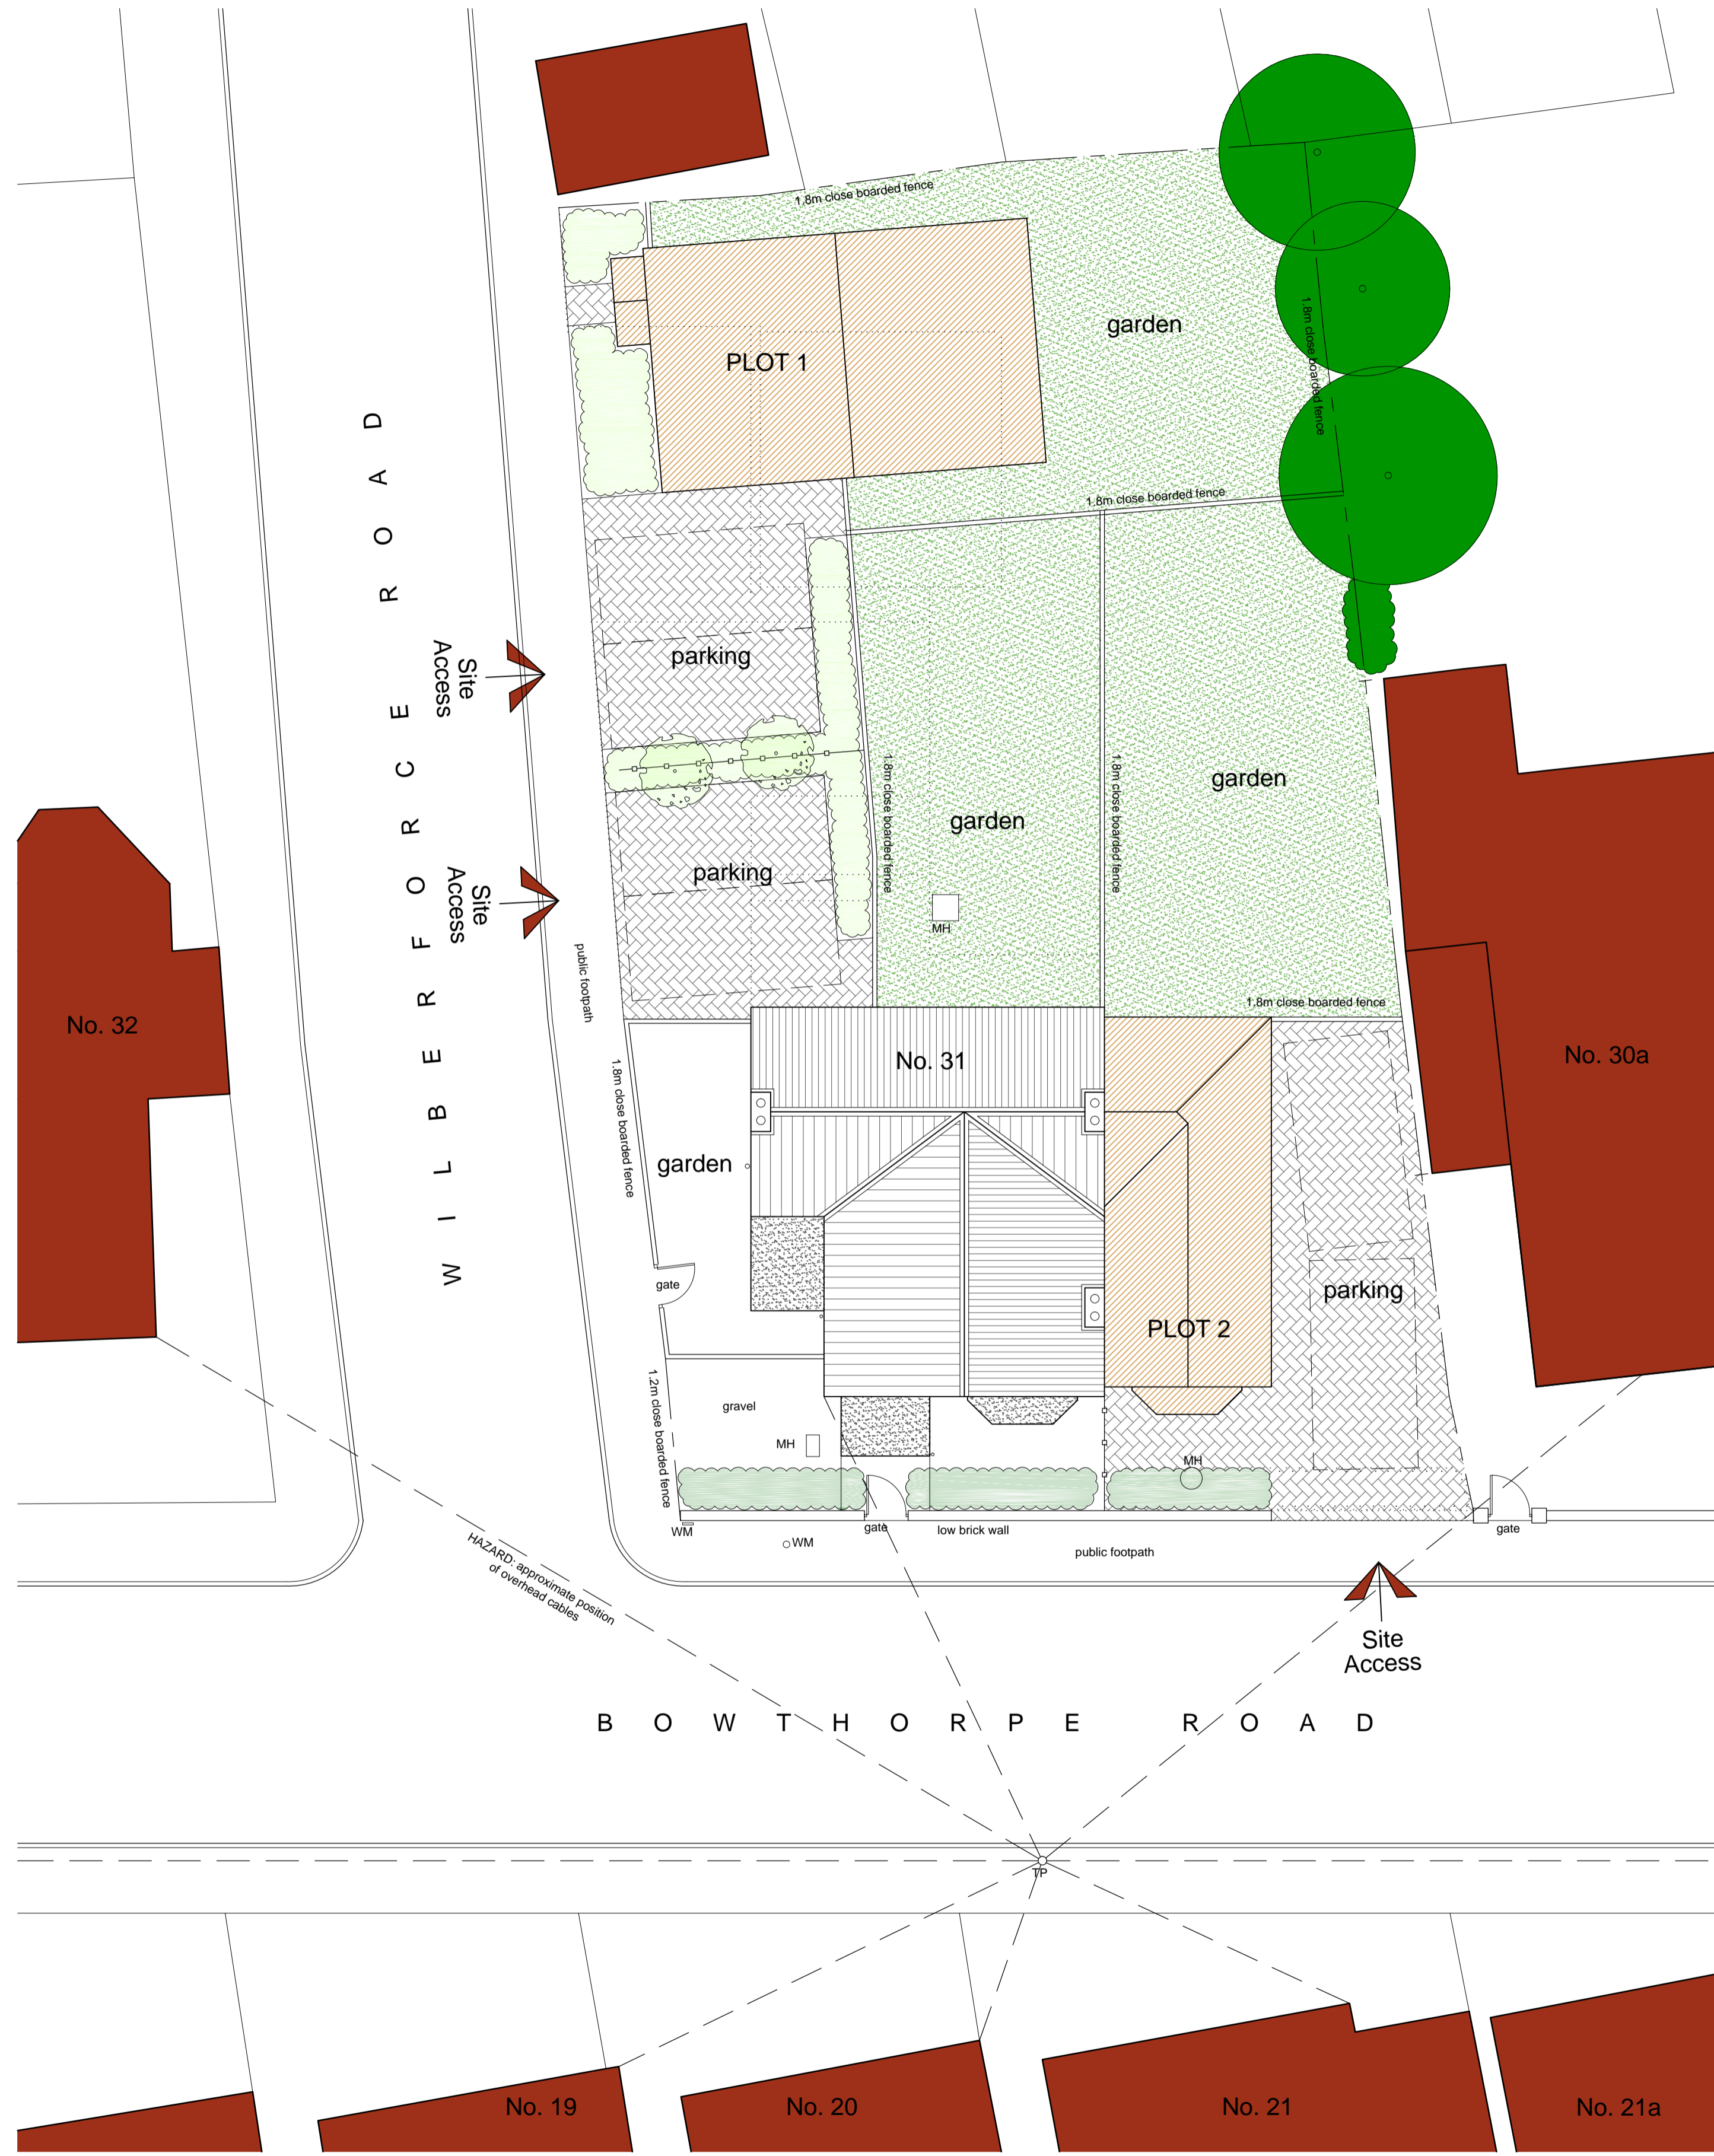 1.8m close boarded fence
garden
1.8m close boarded fence
PLOT 1
WILBERFORCE ROAD
1.8m close boarded fence
Site
Access
parking
1.8m close boarded fence
1.8m close boarded fence
garden
garden
parking
Site
Access
MH
public footpath
1.8m close boarded fence
No. 32
No. 31
No. 30a
1.8m close boarded fence
garden
gate
parking
PLOT 2
1.2m close boarded fence
gravel
MH
MH
WM
WM
gate
low brick wall
gate
public footpath
HAZARD: approximate position
of overhead cables
Site
Access
BOWTHORPE ROAD
TP
No. 19
No. 20
No. 21
No. 21a